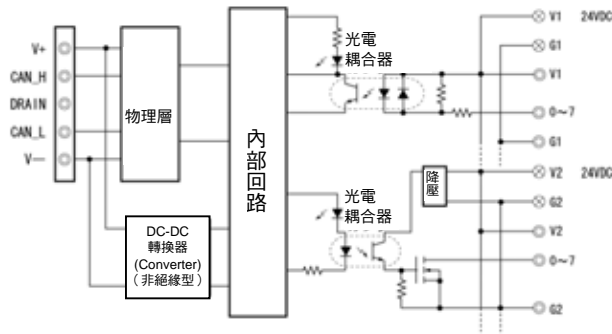 V+
CAN_H
DRAIN
CAN_L
V—
物理層
DC-DC
轉換器
(Converter)
(非絕緣型)
內部回路
光電
耦合器
V1 24VDC
G1
V1
0～7
G1
光電
耦合器
降壓
V2 24VDC
G2
V2
0～7
G2